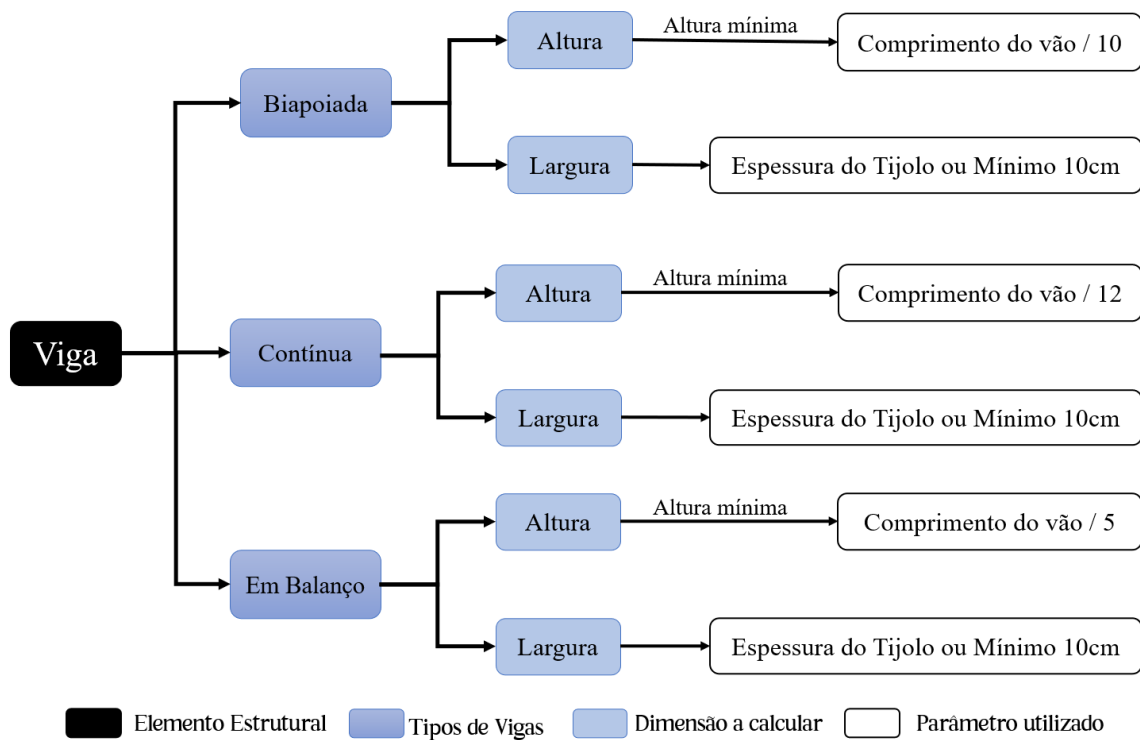 Viga
Biapoiada
Altura
Altura mínima
Comprimento do vão / 10
Largura
Espessura do Tijolo ou Mínimo 10cm
Contínua
Altura
Altura mínima
Comprimento do vão / 12
Largura
Espessura do Tijolo ou Mínimo 10cm
Em Balanço
Altura
Altura mínima
Comprimento do vão / 5
Largura
Espessura do Tijolo ou Mínimo 10cm
Elemento Estrutural
Tipos de Vigas
Dimensão a calcular
Parâmetro utilizado